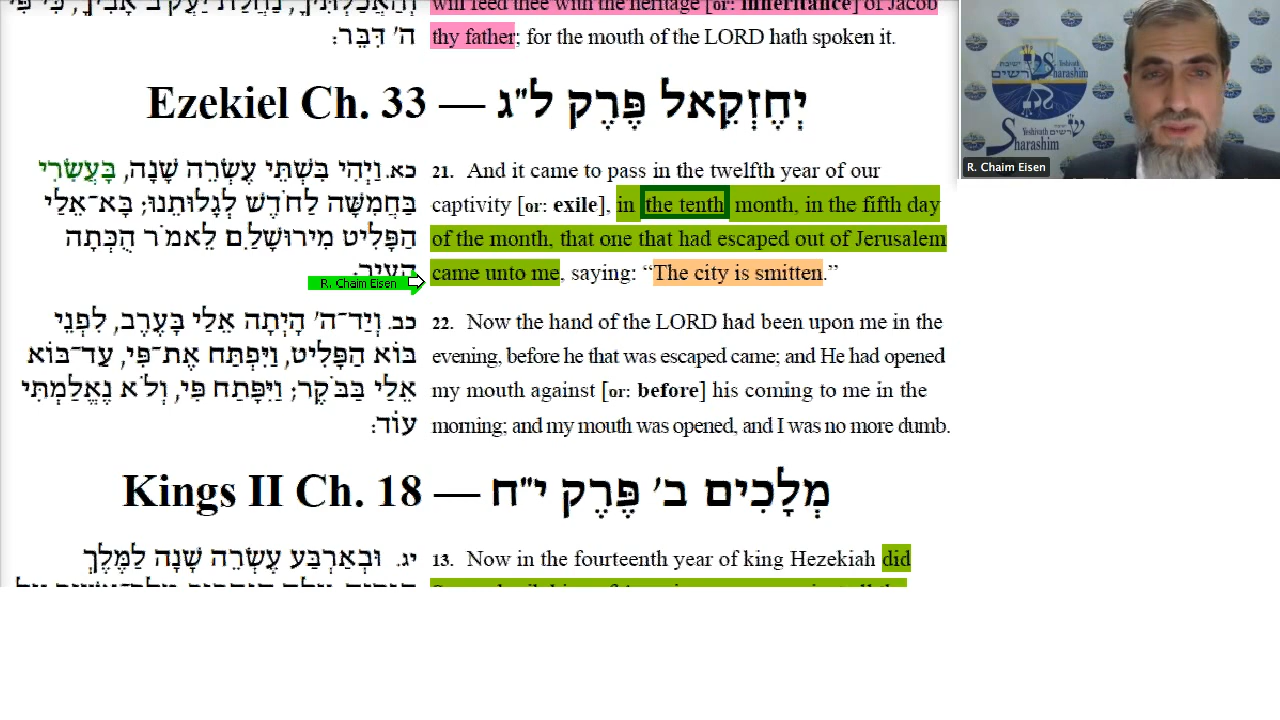 will feed thee with the heritage [or: inheritance] of Jacob
thy father; for the mouth of the LORD hath spoken it.
ה׳ דִּבֵּר:
Ezekiel Ch. 33 — יְחֶזְקֵאל פֶּרֶק ל"ג
כא. וַיְהִי בִּשְׁתֵּי עֶשְׂרֵה שָׁנָה, בָּעֲשִׂרִי
בַּחֲמִשָּׁה לַחֹדֶשׁ לְגָלוּתֵנוּ; בָּא־אֵלַי
הַפָּלִיט מִירוּשָׁלַ͏ִם לֵאמֹר הֻכְּתָה
הָעִיר:
21. And it came to pass in the twelfth year of our
captivity [or: exile], in the tenth month, in the fifth day
of the month, that one that had escaped out of Jerusalem
came unto me, saying: “The city is smitten.”
R. Chaim Eisen
כב. וְיַד־ה׳ הָיְתָה אֵלַי בָּעֶרֶב, לִפְנֵי
בּוֹא הַפָּלִיט, וַיִּפְתַּח אֶת־פִּי, עַד־בּוֹא
אֵלַי בַּבֹּקֶר; וַיִּפָּתַח פִּי, וְלֹא נֶאֱלַמְתִּי
עוֹד:
22. Now the hand of the LORD had been upon me in the
evening, before he that was escaped came; and He had opened
my mouth against [or: before] his coming to me in the
morning; and my mouth was opened, and I was no more dumb.
Kings II Ch. 18 — מְלָכִים ב׳ פֶּרֶק י"ח
יג. וּבְאַרְבַּע עֶשְׂרֵה שָׁנָה לַמֶּלֶךְ
13. Now in the fourteenth year of king Hezekiah did
ישיבת
Yeshivath
שרשים
Sharashim
Yeshivath שרשים
Sharashim
R. Chaim Eisen